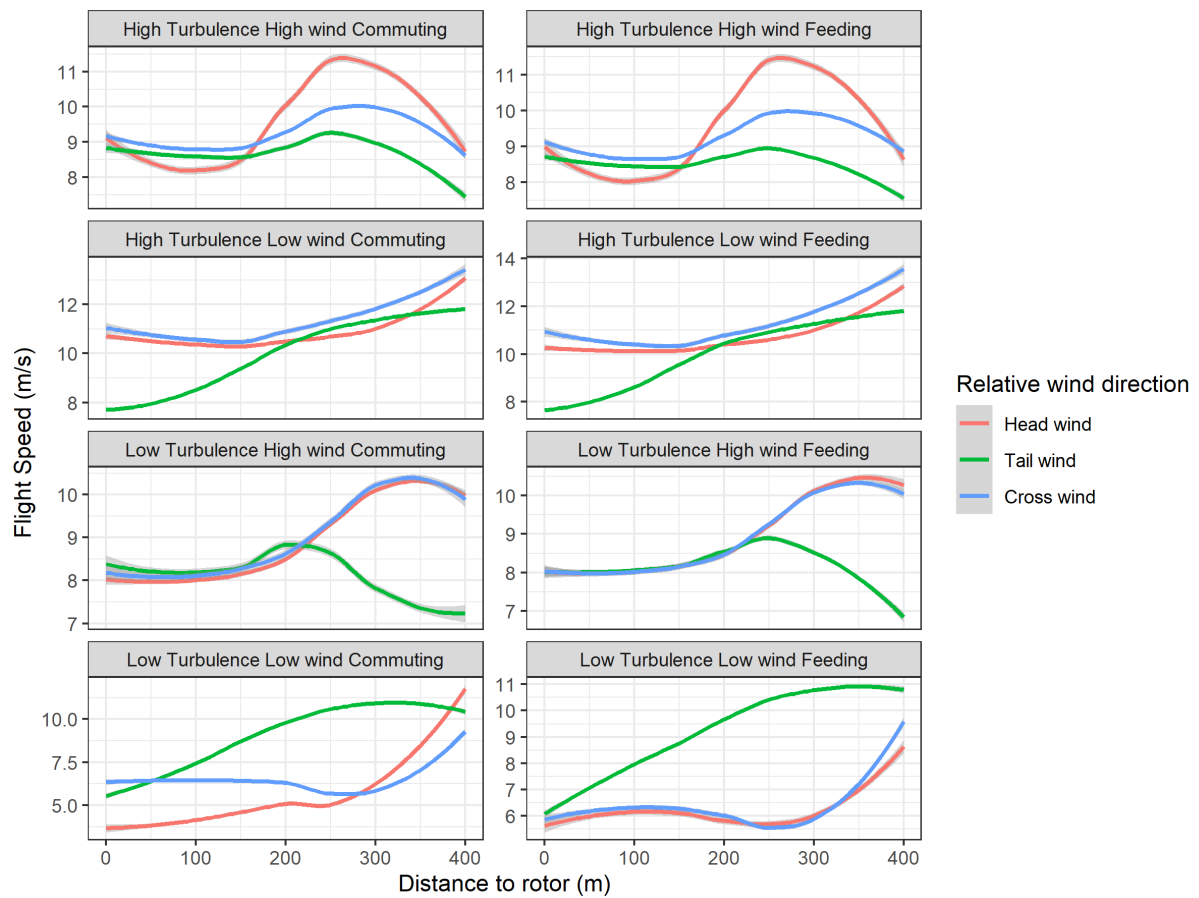 High Turbulence High wind Commuting
High Turbulence High wind Feeding
11
10
9
8
11
10
9
8
High Turbulence Low wind Commuting
High Turbulence Low wind Feeding
12
10
8
14
12
10
8
Low Turbulence High wind Commuting
Low Turbulence High wind Feeding
10
9
8
7
10
9
8
7
Low Turbulence Low wind Commuting
Low Turbulence Low wind Feeding
10.0
7.5
5.0
11
10
9
8
7
6
0 100 200 300 400
0 100 200 300 400
Distance to rotor (m)
Flight Speed (m/s)
Relative wind direction
Head wind
Tail wind
Cross wind